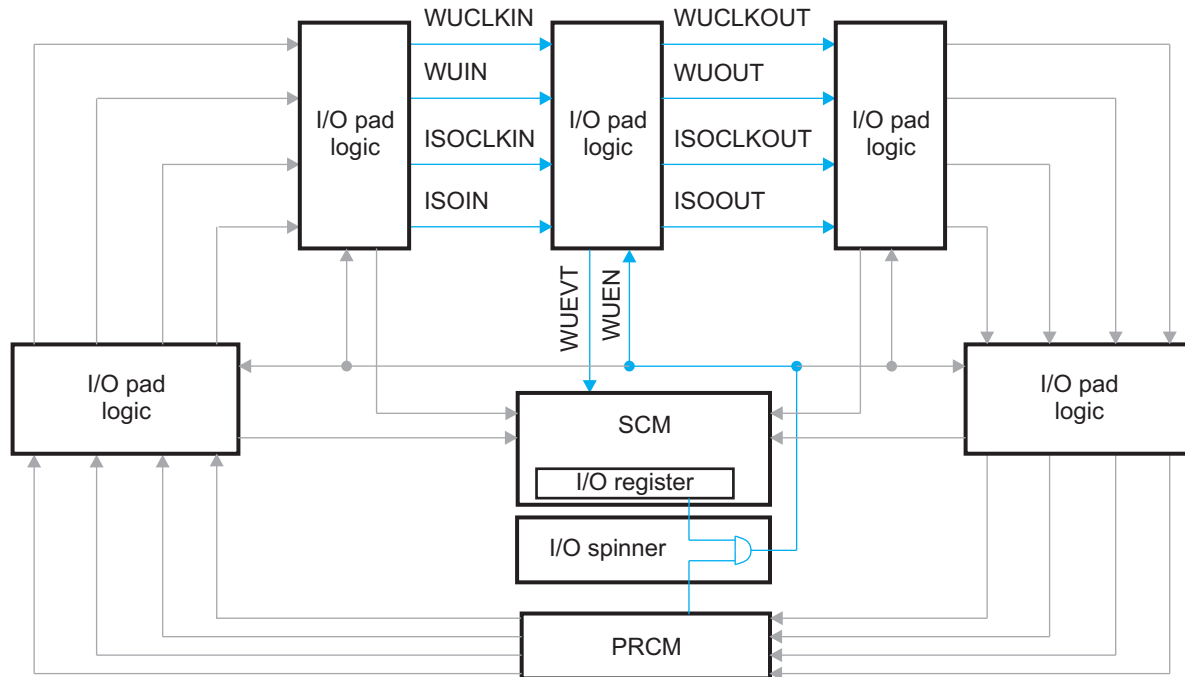 WUCLKIN
WUCLKOUT
WUIN
WUOUT
I/O pad
logic
I/O pad
logic
I/O pad
logic
ISOCLKIN
ISOCLKOUT
ISOIN
ISOOUT
WUEVT
WUEN
I/O pad
logic
I/O pad
logic
SCM
I/O register
I/O spinner
PRCM